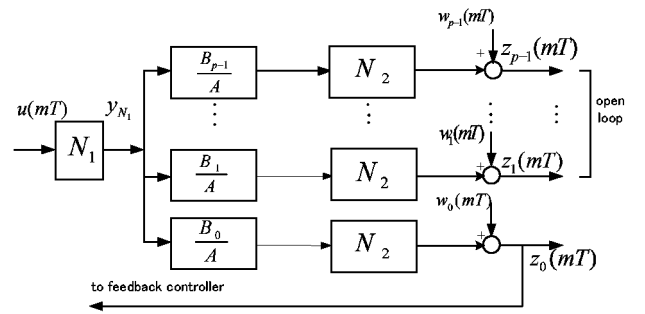 w_{p-1}(mT)
B_{p-1}
A
N_2
+
z_{p-1}(mT)
open
loop
u(mT)
y_{N_1}
N_1
w_1(mT)
B_1
A
N_2
+
z_1(mT)
w_0(mT)
B_0
A
N_2
+
z_0(mT)
to feedback controller